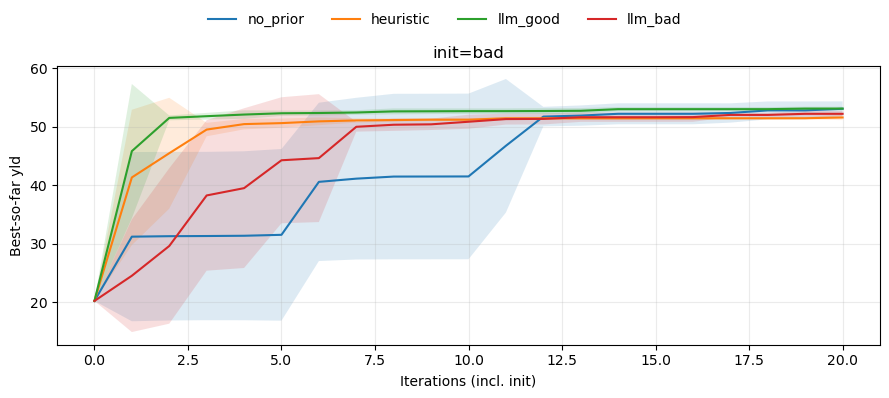 no_prior heuristic llm_good llm_bad
init=bad
60
50
40
30
20
Best-so-far yld
0.0 2.5 5.0 7.5 10.0 12.5 15.0 17.5 20.0
Iterations (incl. init)